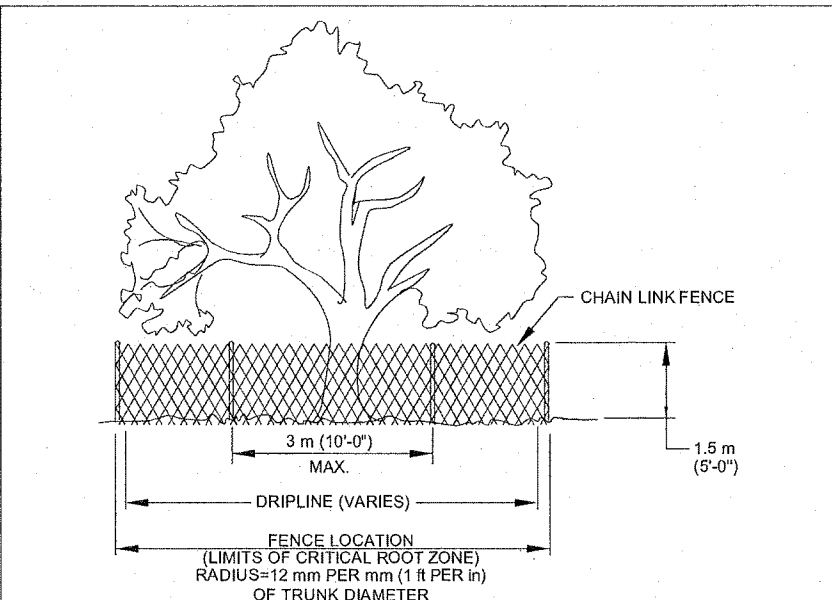 CHAIN LINK FENCE
3 m (10'-0")
MAX.
1.5 m
(5'-0")
DRIPLINE (VARIES)
FENCE LOCATION
(LIMITS OF CRITICAL ROOT ZONE)
RADIUS=12 mm PER mm (1 ft PER in)
OF TRUNK DIAMETER